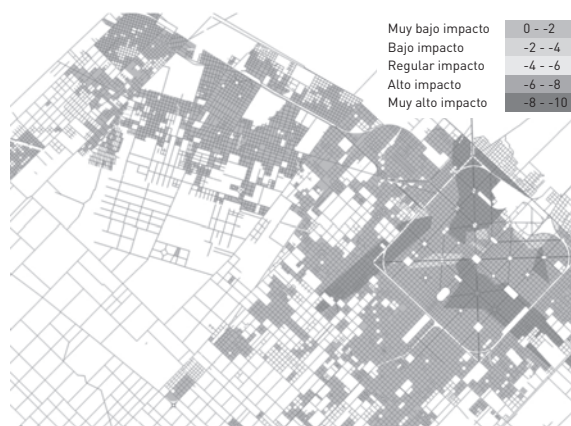 Muy bajo impacto 0 - -2
Bajo impacto -2 - -4
Regular impacto -4 - -6
Alto impacto -6 - -8
Muy alto impacto -8 - -10